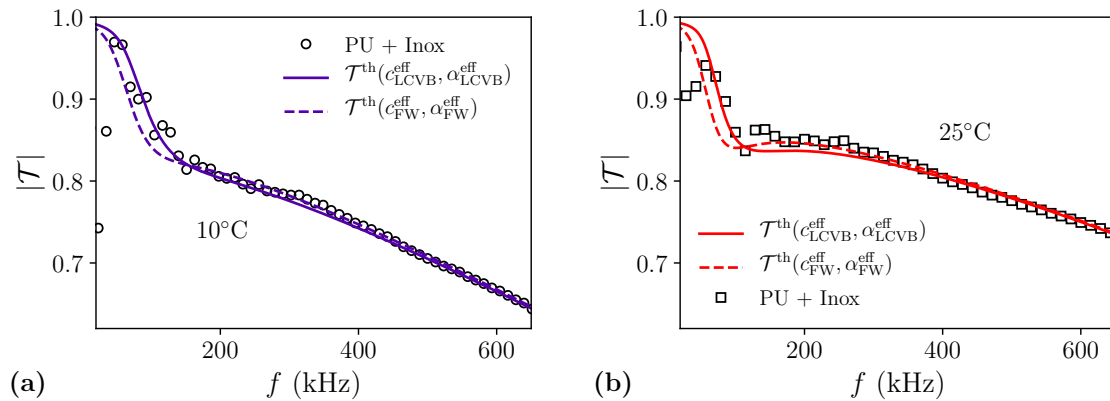 1.0
0.9
0.8
0.7
|𝒯|
PU + Inox
𝒯^th(c^eff_LCVB, α^eff_LCVB)
𝒯^th(c^eff_FW, α^eff_FW)
10°C
200 400 600
(a) f (kHz)
1.0
0.9
0.8
0.7
|𝒯|
25°C
𝒯^th(c^eff_LCVB, α^eff_LCVB)
𝒯^th(c^eff_FW, α^eff_FW)
PU + Inox
200 400 600
(b) f (kHz)